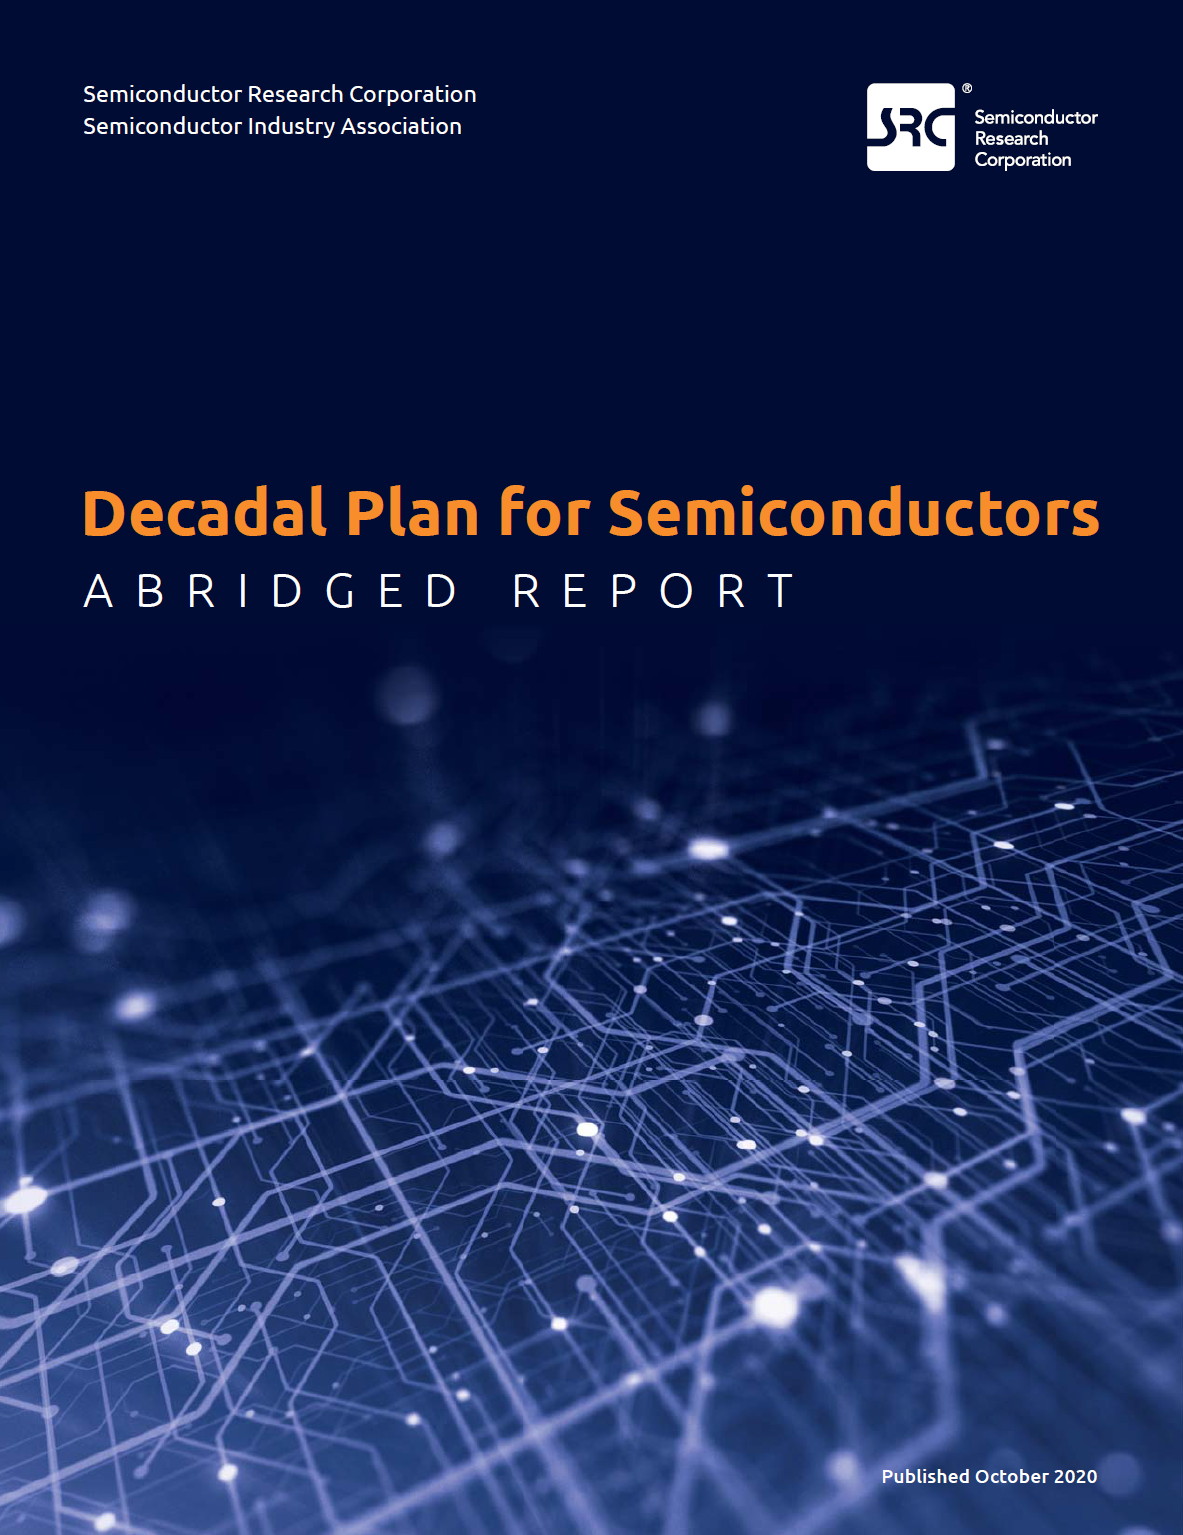 Semiconductor Research Corporation
Semiconductor Industry Association
SRC®
Semiconductor
Research
Corporation
Decadal Plan for Semiconductors
ABRIDGED REPORT
Published October 2020